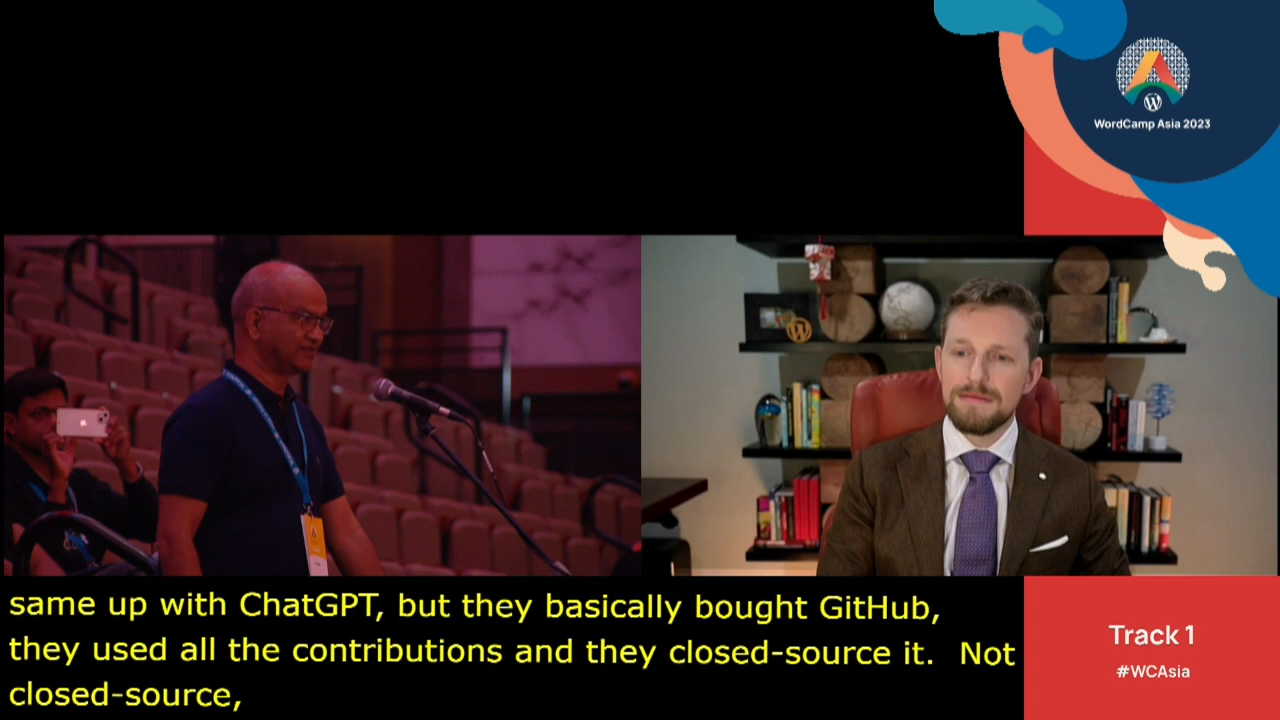 WordCamp Asia 2023
same up with ChatGPT, but they basically bought GitHub,
they used all the contributions and they closed-source it.  Not
closed-source,
Track 1
#WCAsia